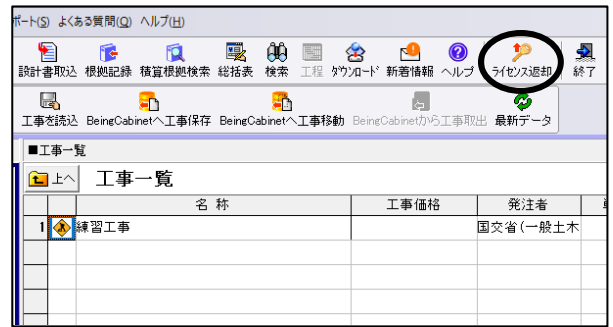 ポート(S) よくある質問(Q) ヘルプ(H)
設計書取込 根拠記録 積算根拠検索 総括表 検索 工程 ダウンロード 新着情報 ヘルプ ライセンス返却 終了
工事を読込 BeingCabinetへ工事保存 BeingCabinetへ工事移動 BeingCabinetから工事取出 最新データ
■工事一覧
上へ 工事一覧
名 称 工事価格 発注者
1 練習工事 国交省(一般土木